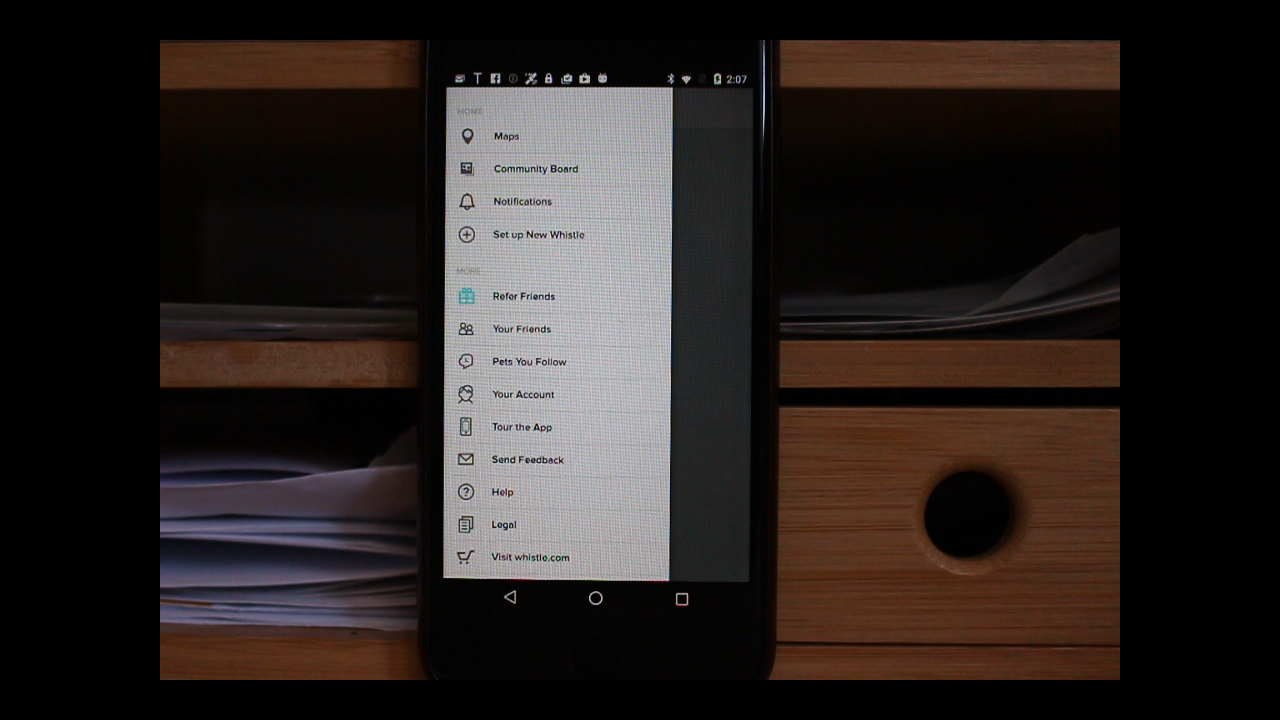 2:07
HOME
Maps
Community Board
Notifications
Set up New Whistle
MORE
Refer Friends
Your Friends
Pets You Follow
Your Account
Tour the App
Send Feedback
Help
Legal
Visit whistle.com